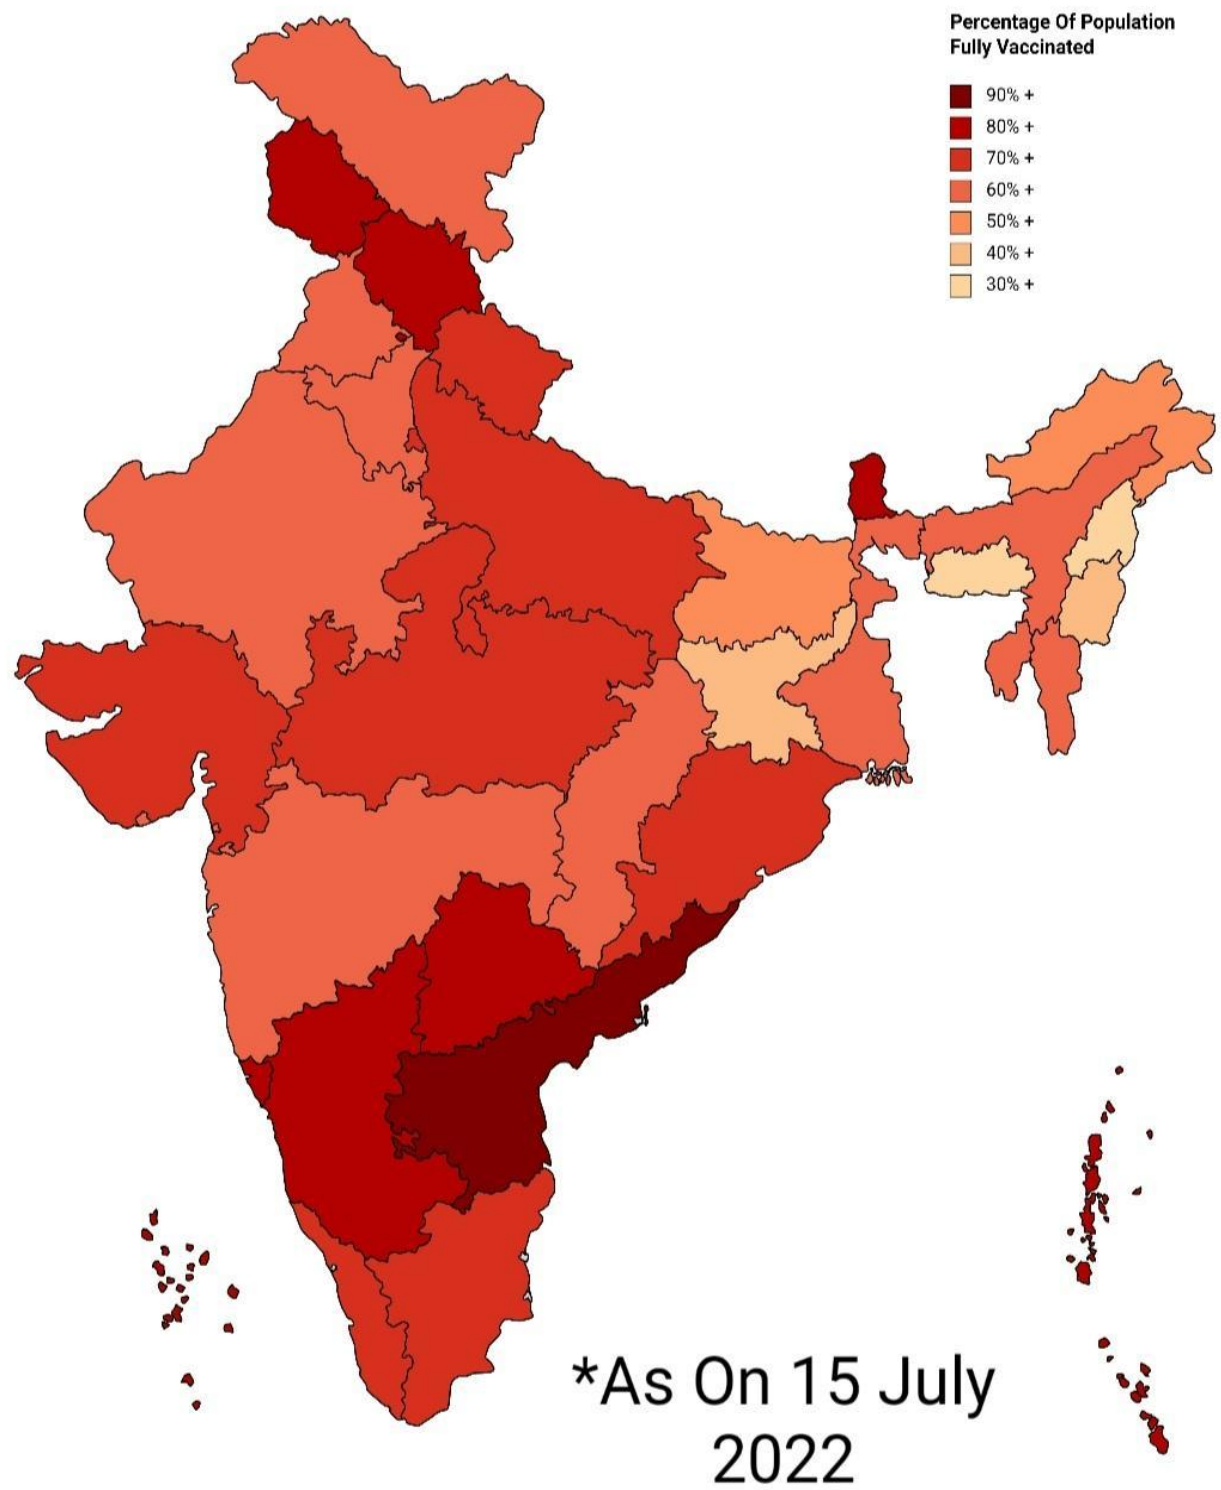 Percentage Of Population
Fully Vaccinated
90% +
80% +
70% +
60% +
50% +
40% +
30% +
*As On 15 July
2022